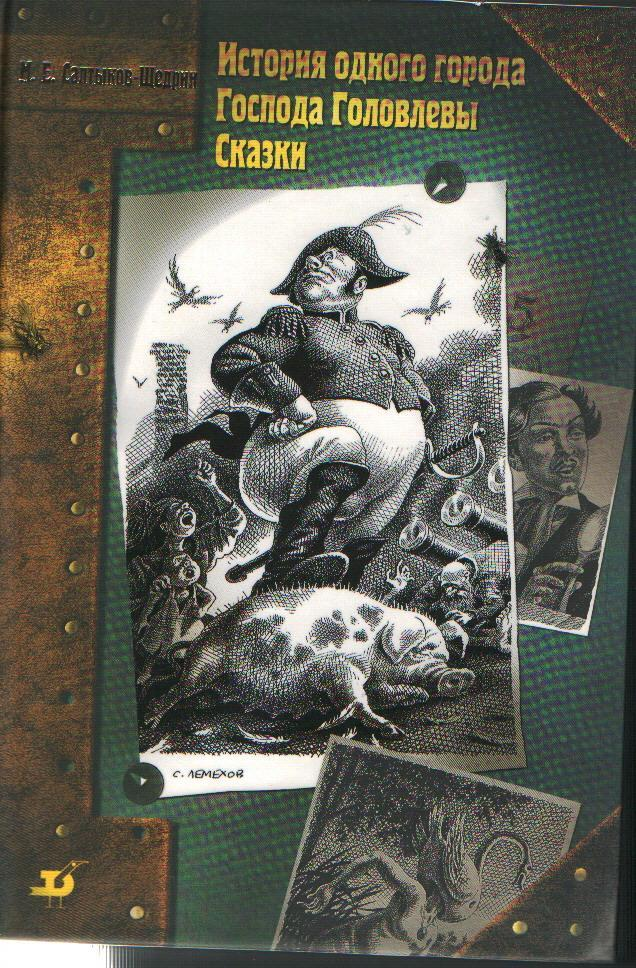 М. Е. Салтыков-Щедрин
История одного города
Господа Головлевы
Сказки
С. ЛЕМЕХОВ